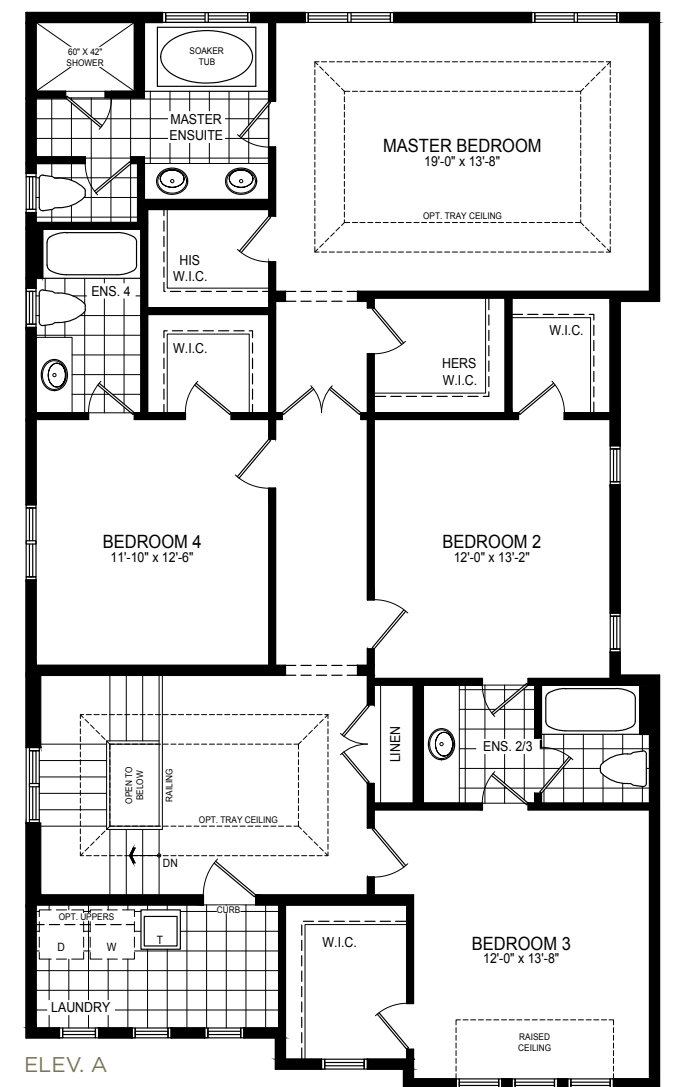 60" X 42"
SHOWER
SOAKER
TUB
MASTER
ENSUITE
MASTER BEDROOM
19'-0" x 13'-8"
OPT. TRAY CEILING
HIS
W.I.C.
ENS. 4
W.I.C.
HERS
W.I.C.
W.I.C.
BEDROOM 4
11'-10" x 12'-6"
BEDROOM 2
12'-0" x 13'-2"
OPEN TO
BELOW
RAILING
OPT. TRAY CEILING
DN
LINEN
ENS. 2/3
CURB
OPT. UPPERS
D
W
T
LAUNDRY
W.I.C.
BEDROOM 3
12'-0" x 13'-8"
RAISED
CEILING
ELEV. A